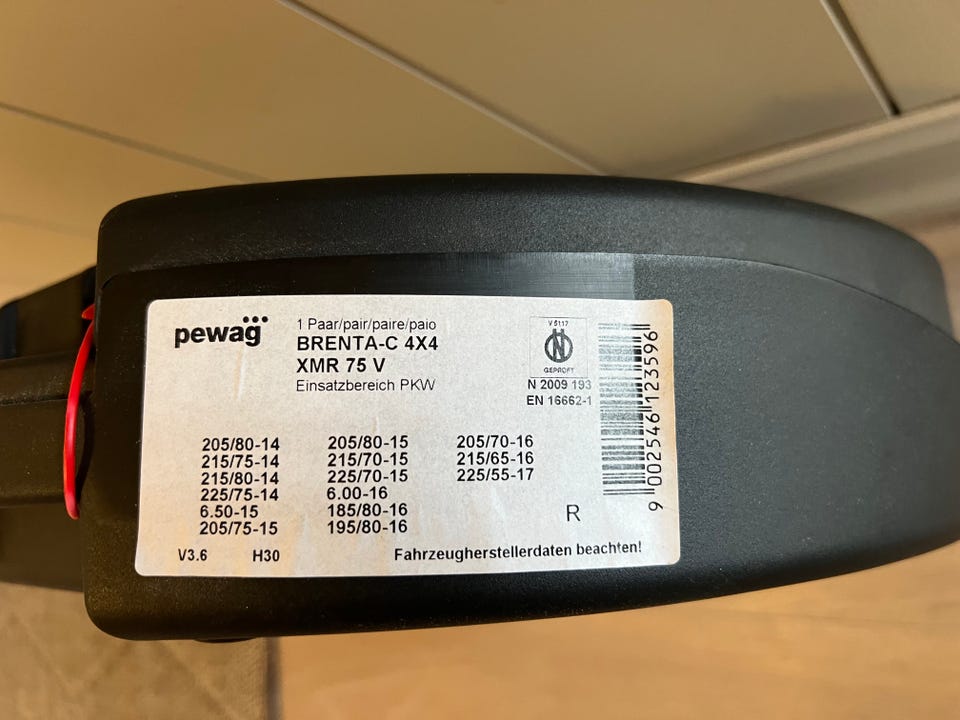 pewag
1 Paar/pair/paire/paio
BRENTA-C 4X4
XMR 75 V
Einsatzbereich PKW
V 5117
N
GEPRÜFT
N 2009 193
EN 16662-1
205/80-14
215/75-14
215/80-14
225/75-14
6.50-15
205/75-15
205/80-15
215/70-15
225/70-15
6.00-16
185/80-16
195/80-16
205/70-16
215/65-16
225/55-17
R
V3.6 H30 Fahrzeugherstellerdaten beachten!
9 002546 123596